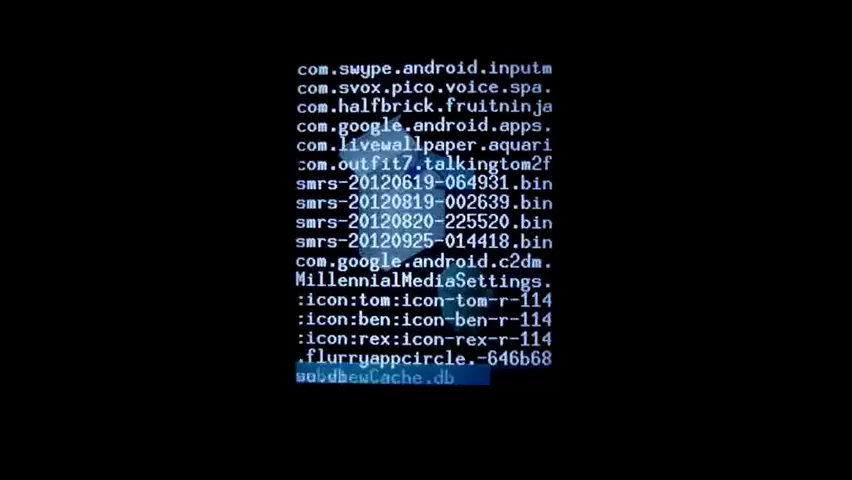 com.swype.android.inputm
com.svox.pico.voice.spa.
com.halfbrick.fruitninja
com.google.android.apps.
com.livewallpaper.aquari
com.outfit7.talkingtom2f
smrs-20120619-064931.bin
smrs-20120819-002639.bin
smrs-20120820-225520.bin
smrs-20120925-014418.bin
com.google.android.c2dm.
MillennialMediaSettings.
:icon:tom:icon-tom-r-114
:icon:ben:icon-ben-r-114
:icon:rex:icon-rex-r-114
.flurryappcircle.-646b68